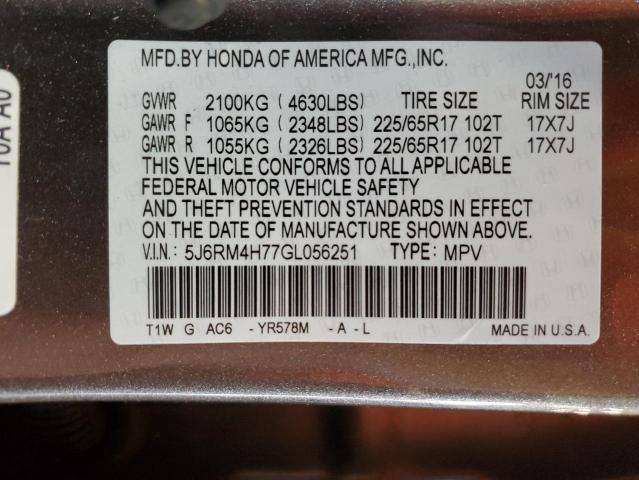 MFD.BY HONDA OF AMERICA MFG.,INC.
03/'16
GVWR 2100KG ( 4630LBS) TIRE SIZE RIM SIZE
GAWR F 1065KG ( 2348LBS) 225/65R17 102T 17X7J
GAWR R 1055KG ( 2326LBS) 225/65R17 102T 17X7J
THIS VEHICLE CONFORMS TO ALL APPLICABLE
FEDERAL MOTOR VEHICLE SAFETY
AND THEFT PREVENTION STANDARDS IN EFFECT
ON THE DATE OF MANUFACTURE SHOWN ABOVE.
V.I.N.: 5J6RM4H77GL056251 TYPE: MPV
T1W G AC6 - YR578M - A - L MADE IN U.S.A.